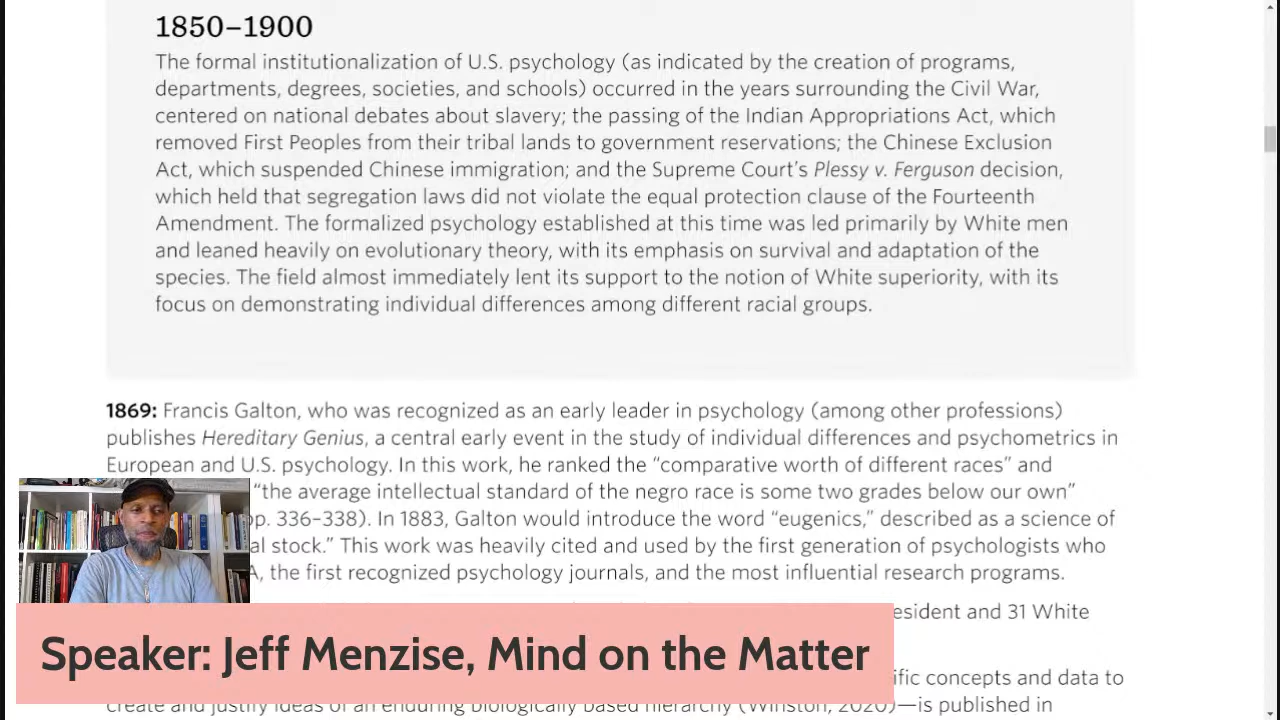 1850–1900
The formal institutionalization of U.S. psychology (as indicated by the creation of programs,
departments, degrees, societies, and schools) occurred in the years surrounding the Civil War,
centered on national debates about slavery; the passing of the Indian Appropriations Act, which
removed First Peoples from their tribal lands to government reservations; the Chinese Exclusion
Act, which suspended Chinese immigration; and the Supreme Court’s Plessy v. Ferguson decision,
which held that segregation laws did not violate the equal protection clause of the Fourteenth
Amendment. The formalized psychology established at this time was led primarily by White men
and leaned heavily on evolutionary theory, with its emphasis on survival and adaptation of the
species. The field almost immediately lent its support to the notion of White superiority, with its
focus on demonstrating individual differences among different racial groups.
1869: Francis Galton, who was recognized as an early leader in psychology (among other professions)
publishes Hereditary Genius, a central early event in the study of individual differences and psychometrics in
European and U.S. psychology. In this work, he ranked the “comparative worth of different races” and
“the average intellectual standard of the negro race is some two grades below our own”
pp. 336–338). In 1883, Galton would introduce the word “eugenics,” described as a science of
al stock.” This work was heavily cited and used by the first generation of psychologists who
A, the first recognized psychology journals, and the most influential research programs.
esident and 31 White
Speaker: Jeff Menzise, Mind on the Matter
ific concepts and data to
create and justify ideas of an enduring biologically based hierarchy (Winston, 2020)—is published in